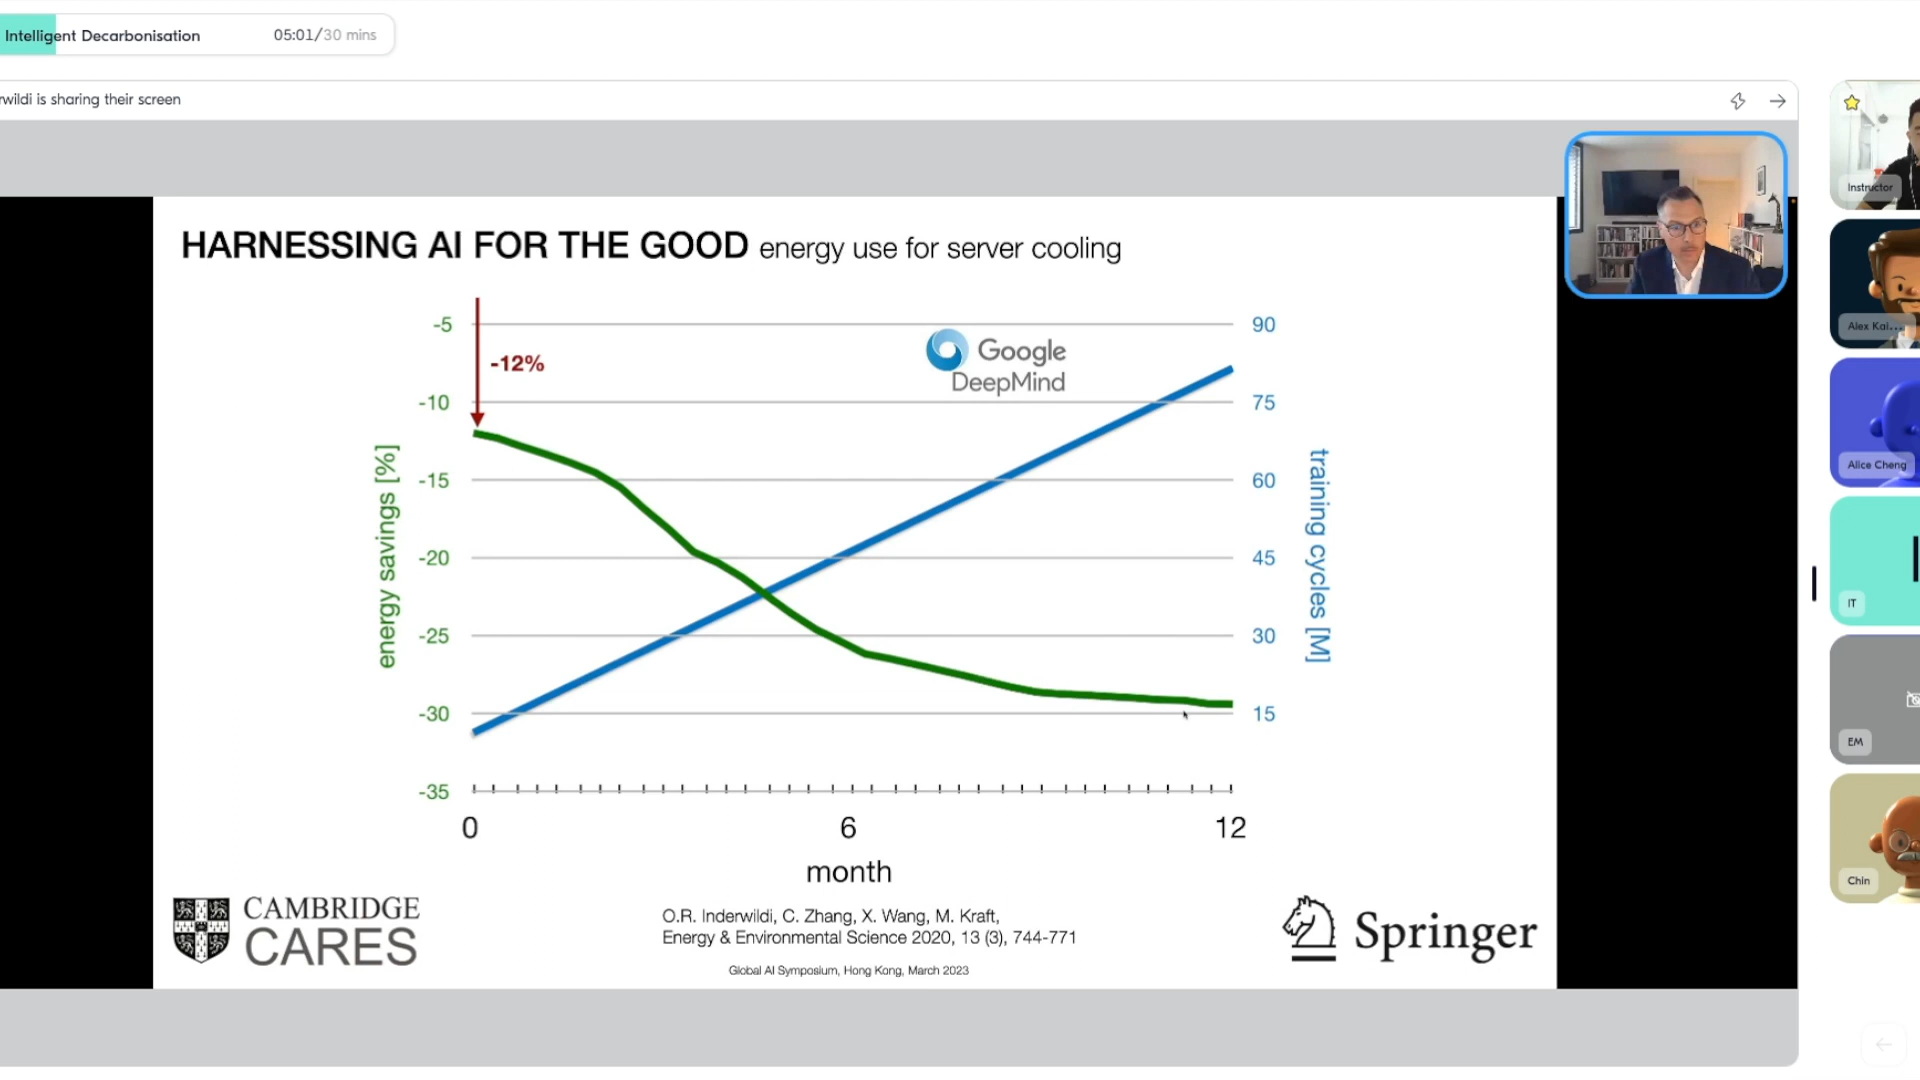 Intelligent Decarbonisation 05:01/30 mins
rwildi is sharing their screen
HARNESSING AI FOR THE GOOD energy use for server cooling
-5
-10
-15
-20
-25
-30
-35
energy savings [%]
-12%
Google
DeepMind
90
75
60
45
30
15
training cycles [M]
0 6 12
month
CAMBRIDGE
CARES
O.R. Inderwildi, C. Zhang, X. Wang, M. Kraft,
Energy & Environmental Science 2020, 13 (3), 744-771
Global AI Symposium, Hong Kong, March 2023
Springer
Instructor
Alex Kai...
Alice Cheng
IT
EM
Chin